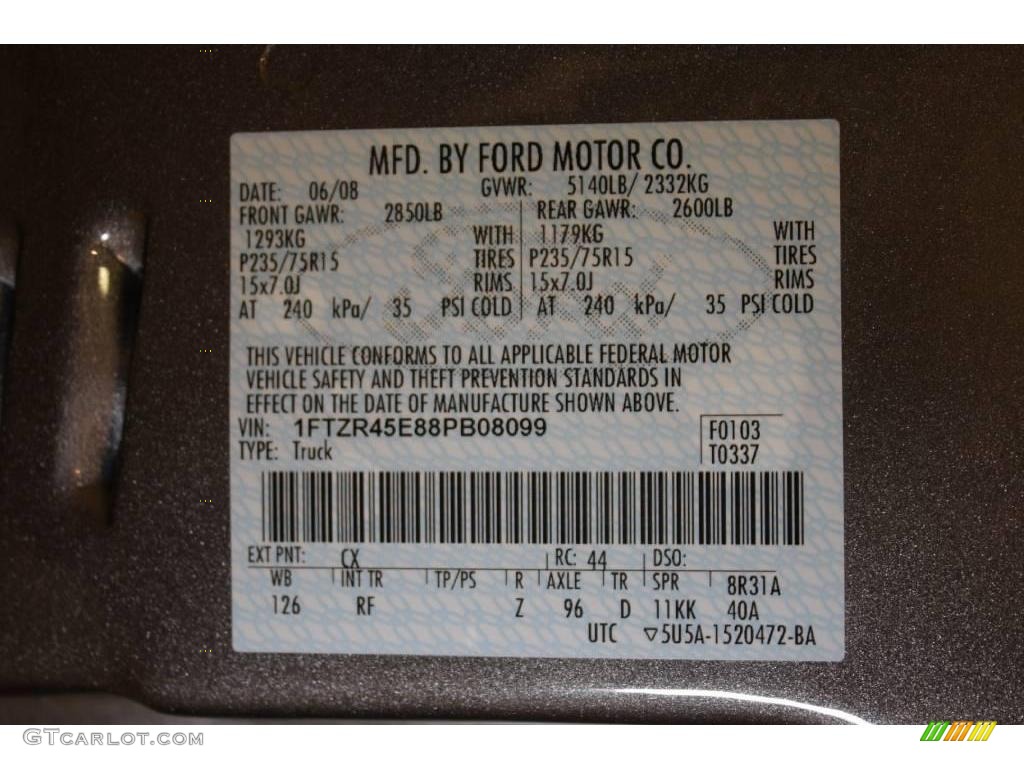 MFD. BY FORD MOTOR CO.
DATE: 06/08 GVWR: 5140LB/ 2332KG
FRONT GAWR: 2850LB REAR GAWR: 2600LB
1293KG WITH 1179KG WITH
P235/75R15 TIRES P235/75R15 TIRES
15x7.0J RIMS 15x7.0J RIMS
AT 240 kPa/ 35 PSI COLD AT 240 kPa/ 35 PSI COLD
THIS VEHICLE CONFORMS TO ALL APPLICABLE FEDERAL MOTOR
VEHICLE SAFETY AND THEFT PREVENTION STANDARDS IN
EFFECT ON THE DATE OF MANUFACTURE SHOWN ABOVE.
VIN: 1FTZR45E88PB08099 F0103
TYPE: Truck T0337
EXT PNT: CX RC: 44 DSO:
WB INT TR TP/PS R AXLE TR SPR 8R31A
126 RF Z 96 D 11KK 40A
UTC ▽5U5A-1520472-BA
GTcarlot.com